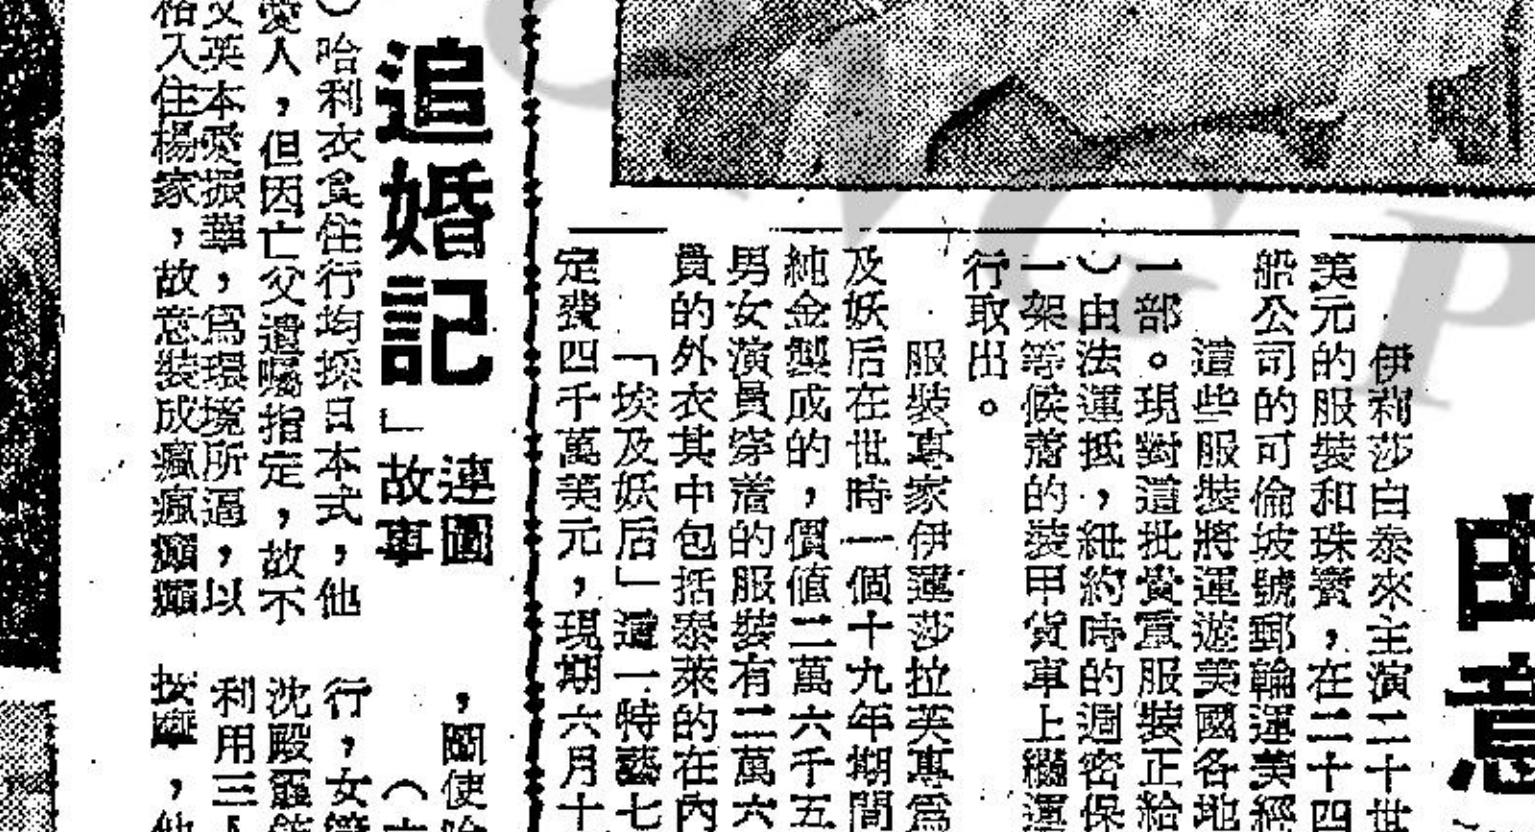 由意
伊莉莎白泰來主演二十世
美元的服裝和珠寶，在二十四
船公司的可倫坡號郵輪運美經
這些服裝將運遊美國各地
一部。現對這批貴重服裝正給
）由法運抵，紐約時的週密保
一架等候着的裝甲貨車上繼運
行取出。
服裝專家伊蓮莎拉英專為
及妖后在世時一個十九年期間
純金製成的，價值二萬六千五
男女演員穿着的服裝有二萬六
員的外衣其中包括泰萊的在內
「埃及妖后」這一特藝七
定費四千萬美元，現期六月十
追婚記」連圖故事
）哈利衣食住行均採日本式，他
愛人，但因亡父遺囑指定，故不
文英本愛振華，為環境所逼，以
格入住楊家，故意裝成瘋瘋癲癲
，圖使哈
行，女管
沈殿霞飾
利用三人
按摩，他
CNGP